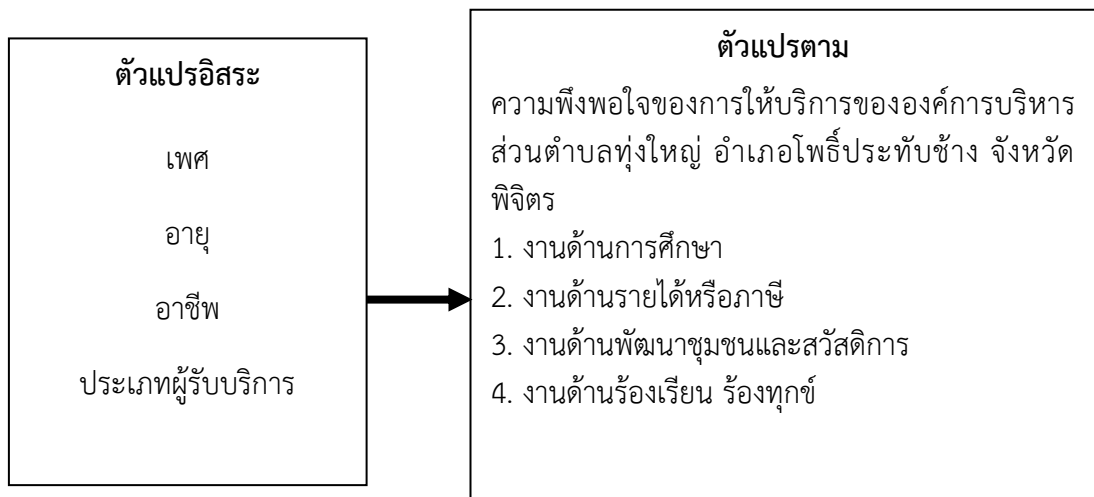 ตัวแปรอิสระ
เพศ
อายุ
อาชีพ
ประเภทผู้รับบริการ
ตัวแปรตาม
ความพึงพอใจของการให้บริการขององค์การบริหาร
ส่วนตำบลทุ่งใหญ่ อำเภอโพธิ์ประทับช้าง จังหวัด
พิจิตร
1. งานด้านการศึกษา
2. งานด้านรายได้หรือภาษี
3. งานด้านพัฒนาชุมชนและสวัสดิการ
4. งานด้านร้องเรียน ร้องทุกข์